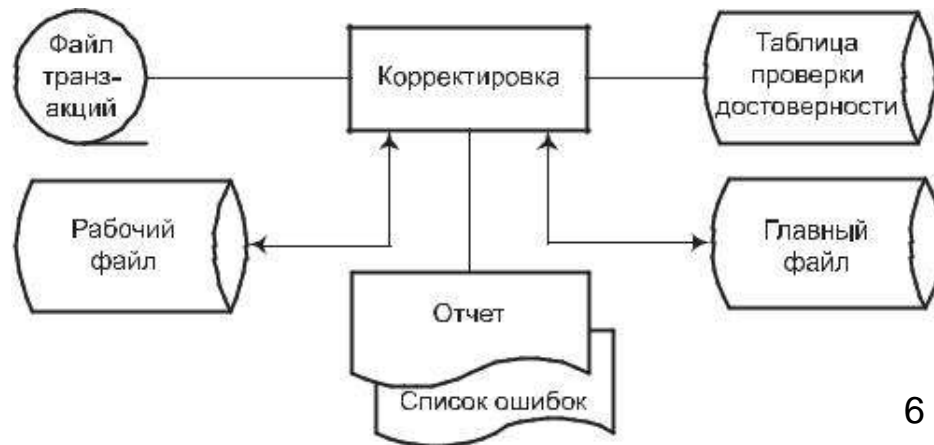 Файл
транз-
акций
Корректировка
Таблица
проверки
достоверности
Рабочий
файл
Главный
файл
Отчет
Список ошибок
6